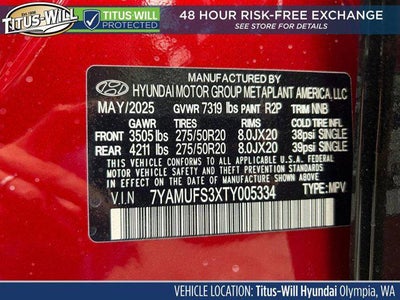 TITUS-WILL
TITUS-WILL
PROTECTED
48 HOUR RISK-FREE EXCHANGE
SEE STORE FOR DETAILS
MANUFACTURED BY
HYUNDAI MOTOR GROUP METAPLANT AMERICA, LLC
MAY/2025 GVWR 7319 lbs PAINT R2P TRIM NNB
GAWR TIRES RIMS COLD TIRE INFL
FRONT 3505 lbs 275/50R20 8.0JX20 38psi SINGLE
REAR 4211 lbs 275/50R20 8.0JX20 39psi SINGLE
THIS VEHICLE CONFORMS TO ALL APPLICABLE FEDERAL
MOTOR VEHICLE SAFETY STANDARDS IN EFFECT ON THE DATE OF
MANUFACTURE SHOWN ABOVE.
V.I.N 7YAMUFS3XTY005334 TYPE:MPV
VEHICLE LOCATION: Titus-Will Hyundai Olympia, WA